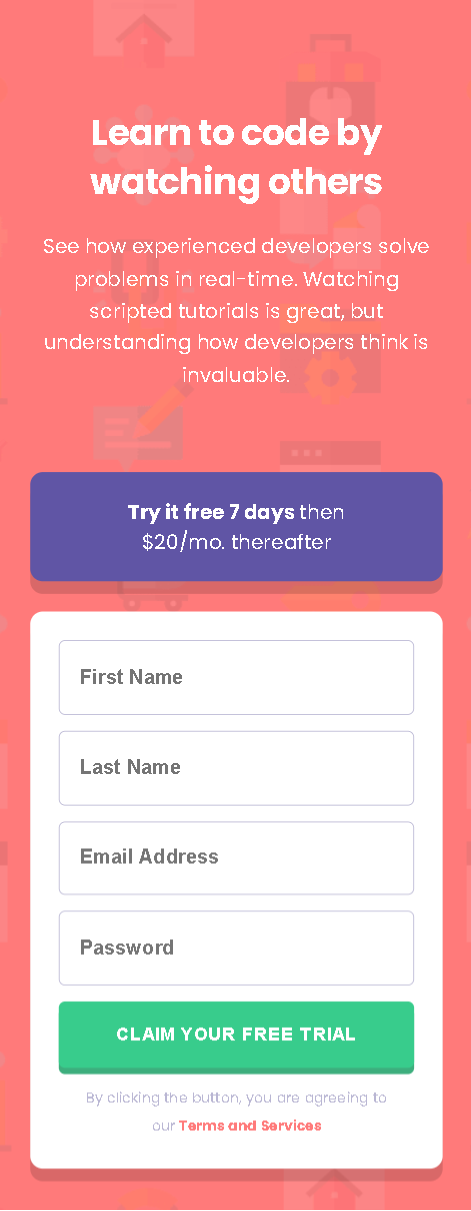 Learn to code by
watching others
See how experienced developers solve
problems in real-time. Watching
scripted tutorials is great, but
understanding how developers think is
invaluable.
Try it free 7 days then
$20/mo. thereafter
First Name
Last Name
Email Address
Password
CLAIM YOUR FREE TRIAL
By clicking the button, you are agreeing to
our Terms and Services